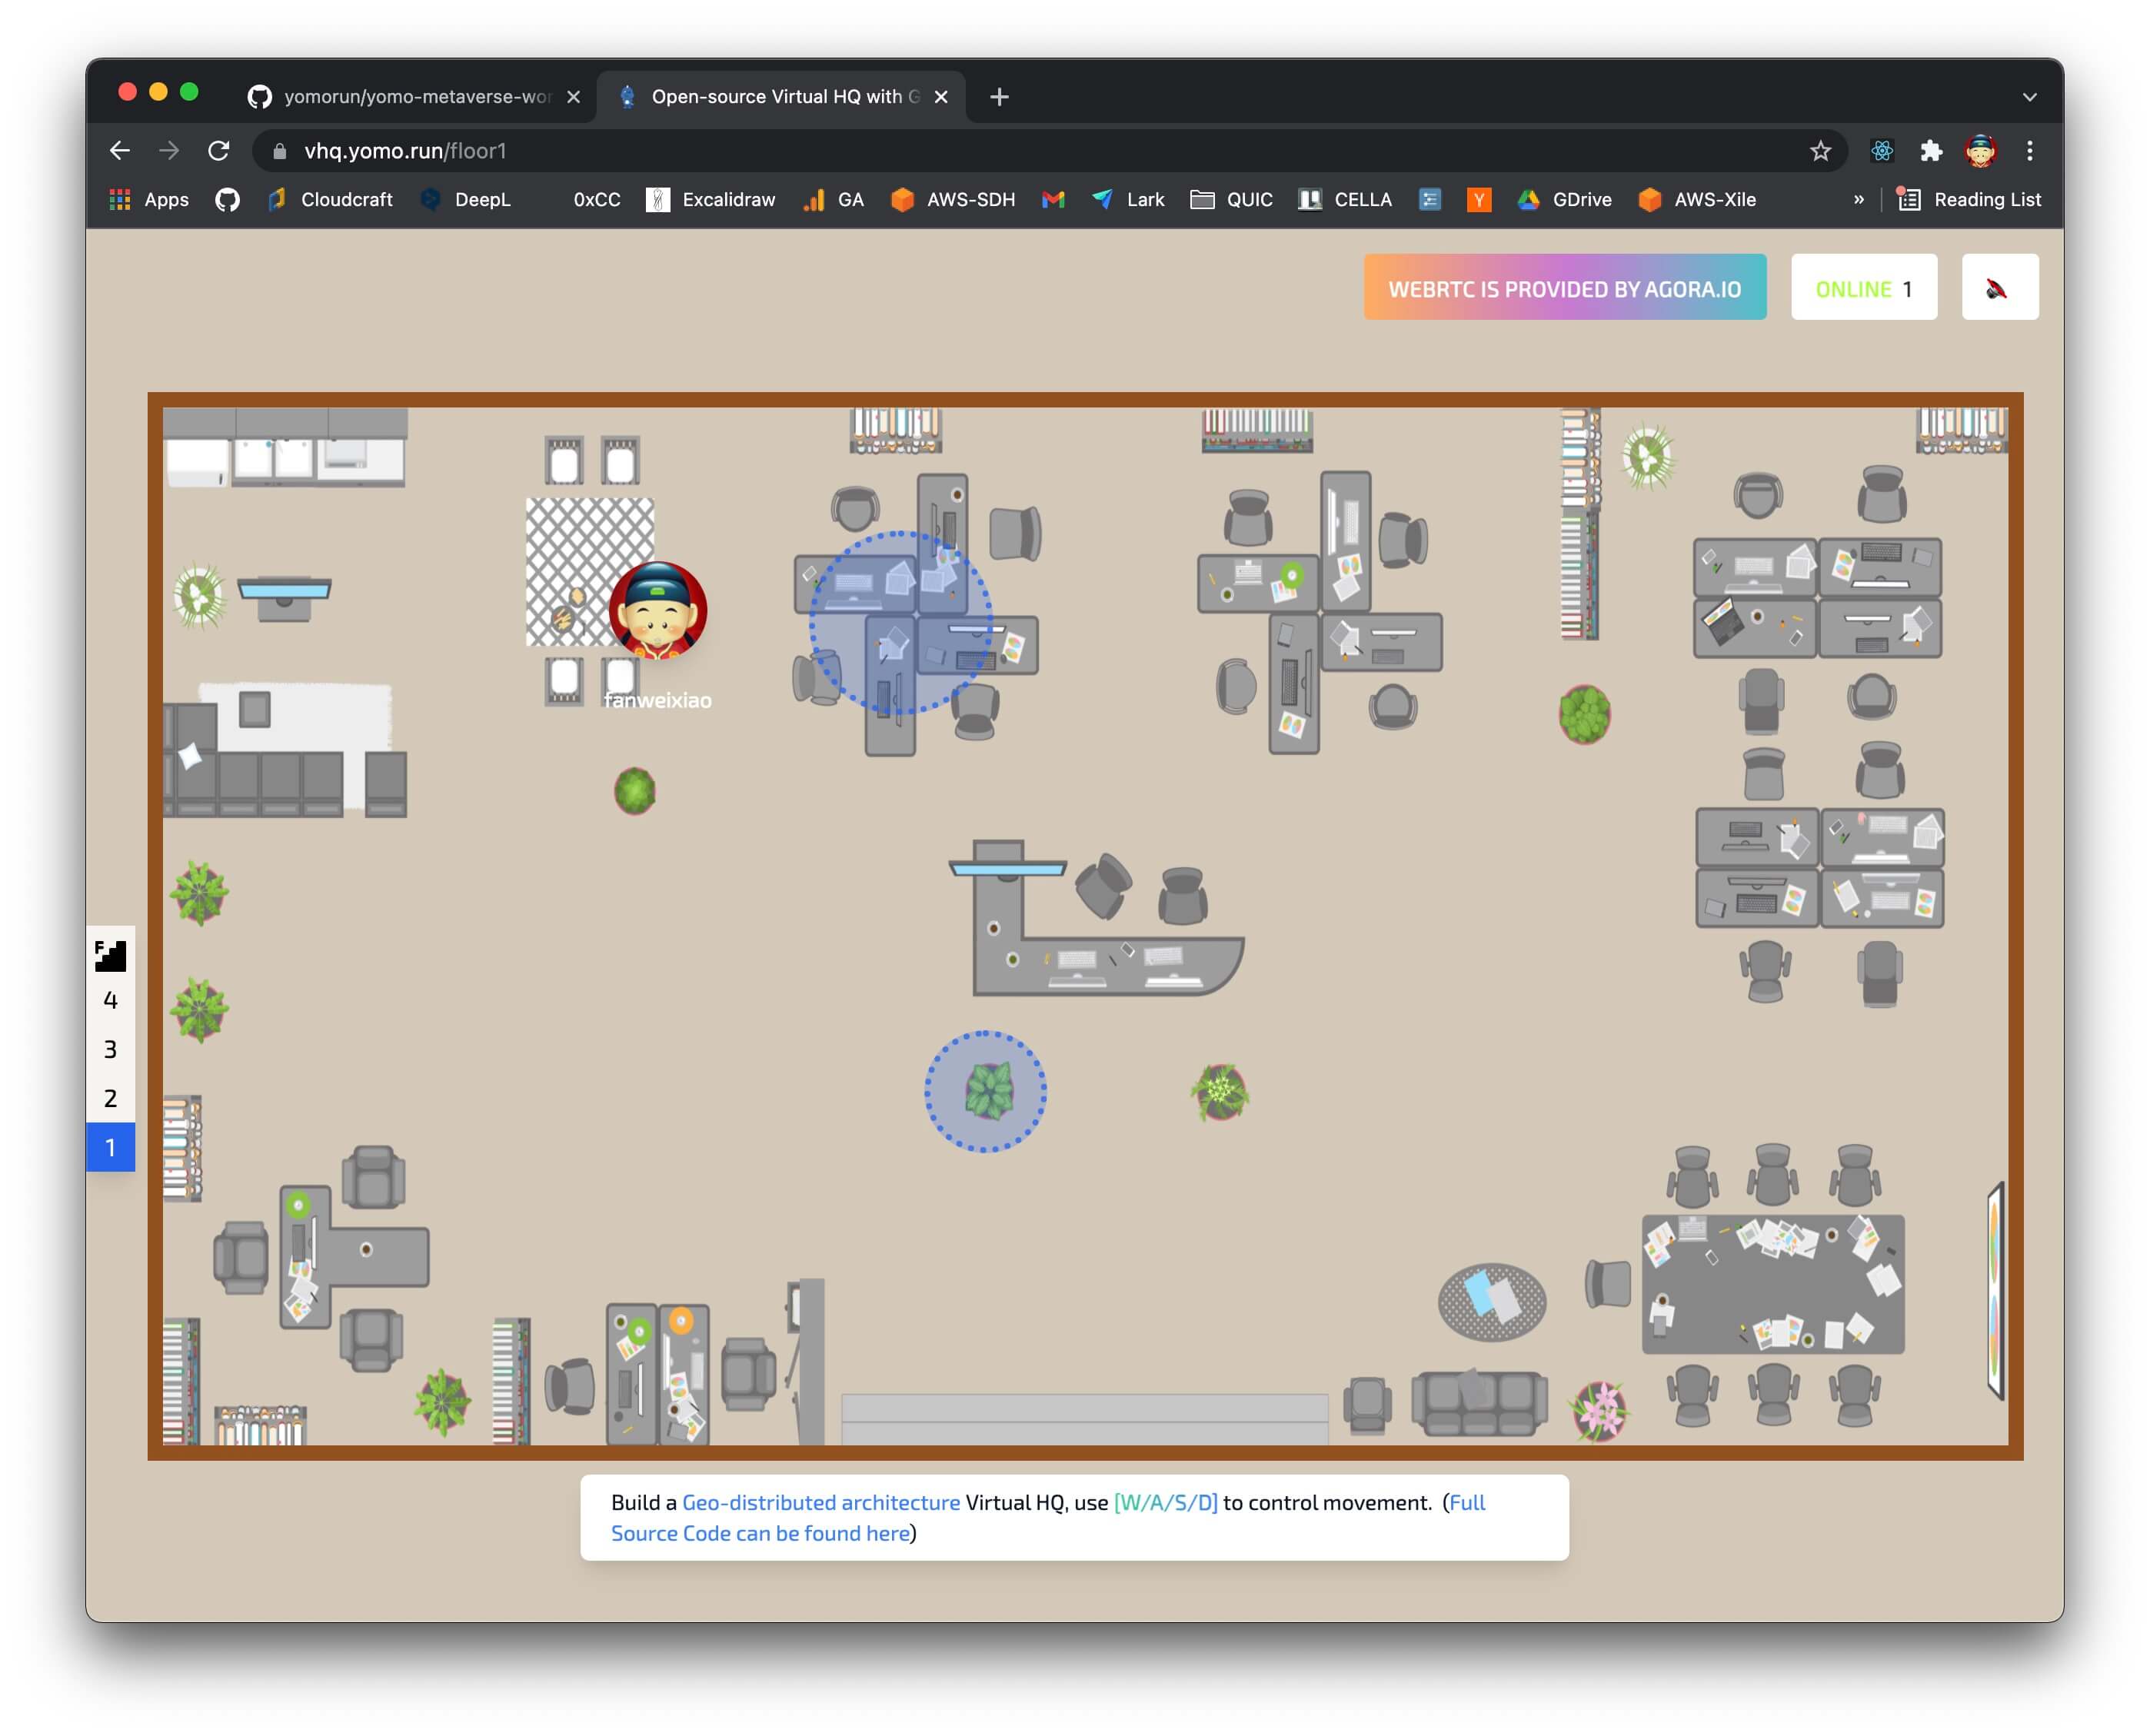 yomorun/yomo-metaverse-wor
Open-source Virtual HQ with G
vhq.yomo.run/floor1
Apps
Cloudcraft
DeepL
0xCC
Excalidraw
GA
AWS-SDH
Lark
QUIC
CELLA
Y
GDrive
AWS-Xile
»
Reading List
WEBRTC IS PROVIDED BY AGORA.IO
ONLINE 1
fanweixiao
F
4
3
2
1
Build a Geo-distributed architecture Virtual HQ, use [W/A/S/D] to control movement. (Full
Source Code can be found here)